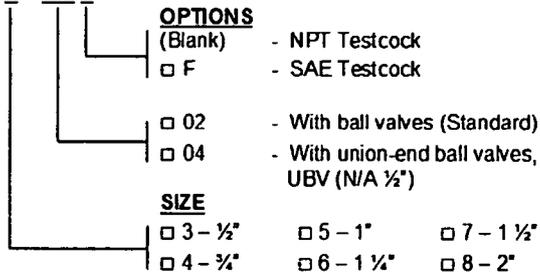 OPTIONS
(Blank) - NPT Testcock
□ F - SAE Testcock
□ 02 - With ball valves (Standard)
□ 04 - With union-end ball valves,
UBV (N/A ½")
SIZE
□ 3 – ½" □ 5 – 1" □ 7 – 1 ½"
□ 4 – ¾" □ 6 – 1 ¼" □ 8 – 2"